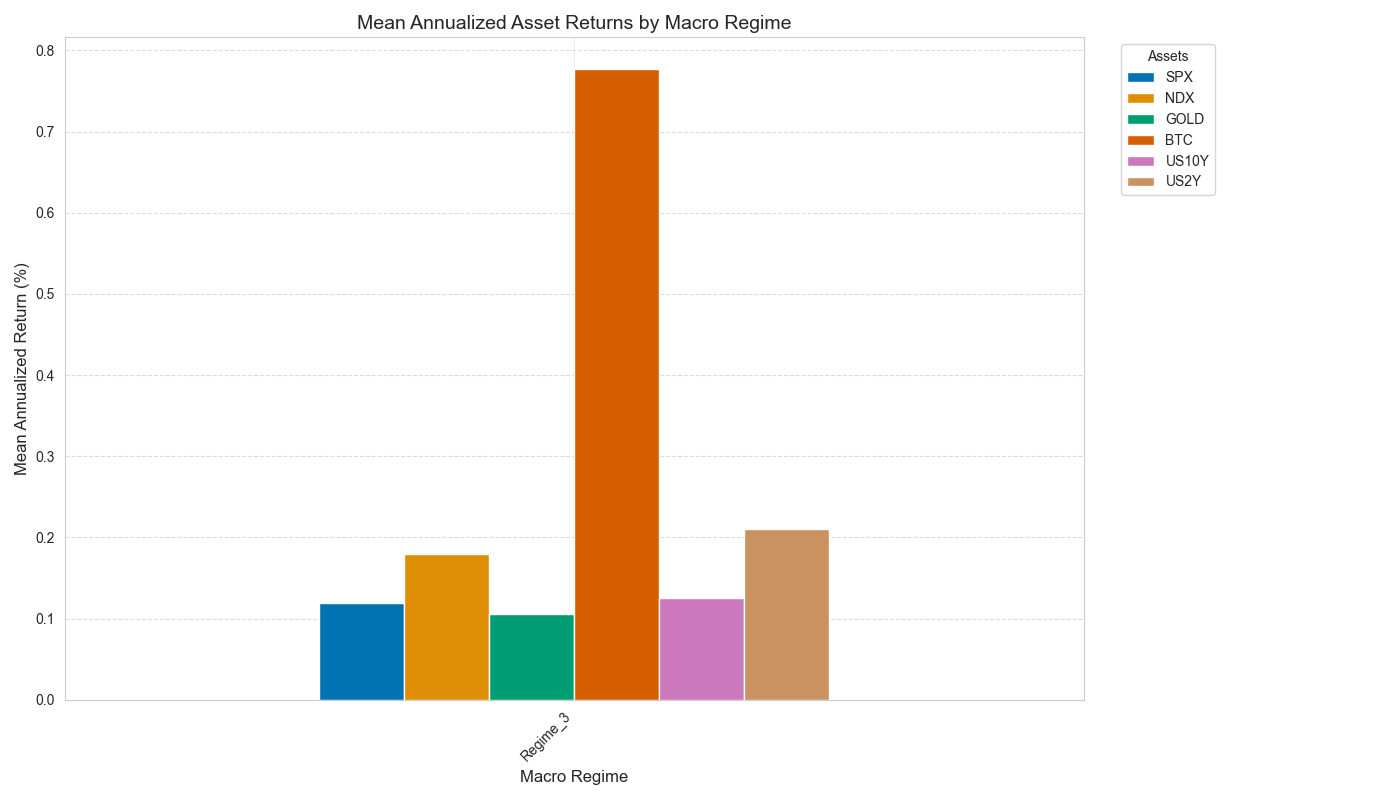 Mean Annualized Asset Returns by Macro Regime
Assets
SPX
NDX
GOLD
BTC
US10Y
US2Y
Mean Annualized Return (%)
0.8
0.7
0.6
0.5
0.4
0.3
0.2
0.1
0.0
Regime_3
Macro Regime